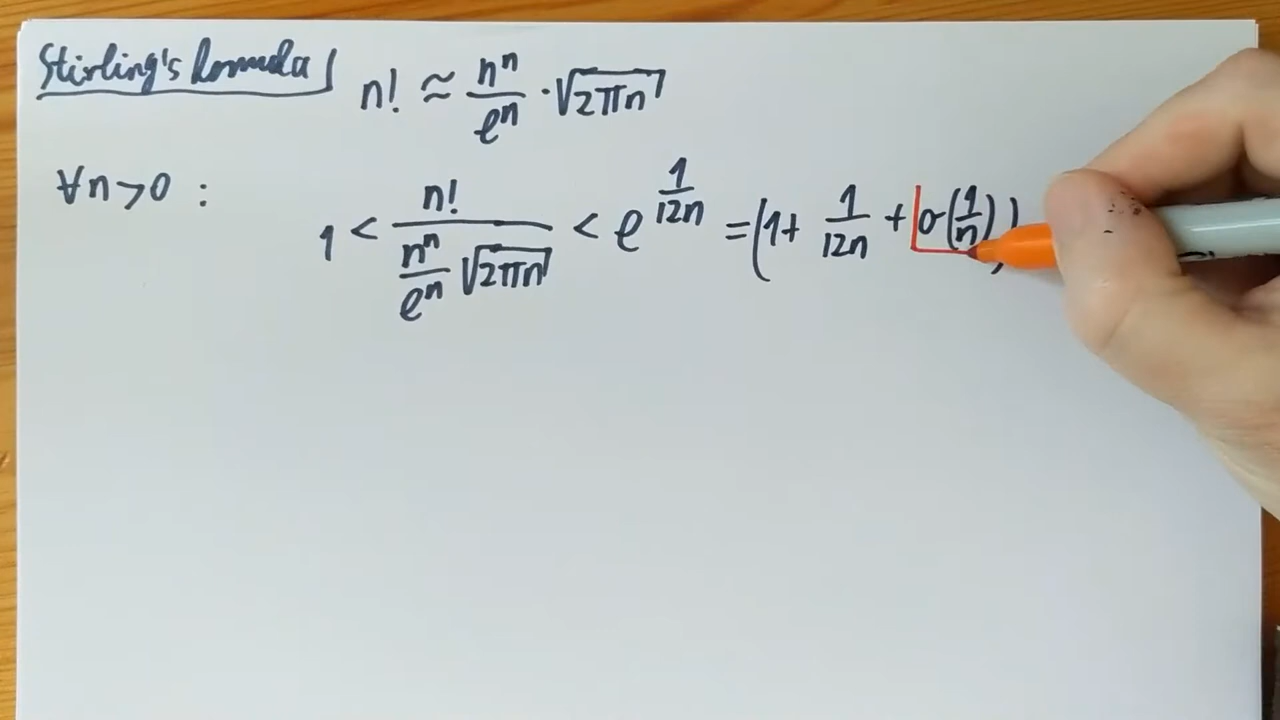 Stirling's formula n! ≈ n^n/e^n · √(2πn)
∀n>0 : 1 < n!/((n^n/e^n) √(2πn)) < e^(1/(12n)) = (1 + 1/(12n) + o(1/n))